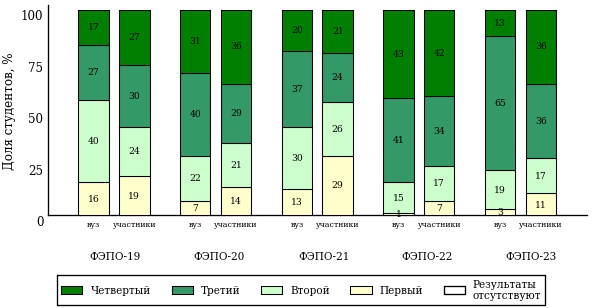 Доля студентов, %
100
75
50
25
0
17 27 31 36 20 21 43 42 13 36
27 30 40 29 37 24 41 34 65 36
40 24 22 21 30 26 15 17 19 17
16 19 7 14 13 29 1 7 3 11
вуз участники вуз участники вуз участники вуз участники вуз участники
ФЭПО-19 ФЭПО-20 ФЭПО-21 ФЭПО-22 ФЭПО-23
Четвертый Третий Второй Первый Результаты
отсутствуют